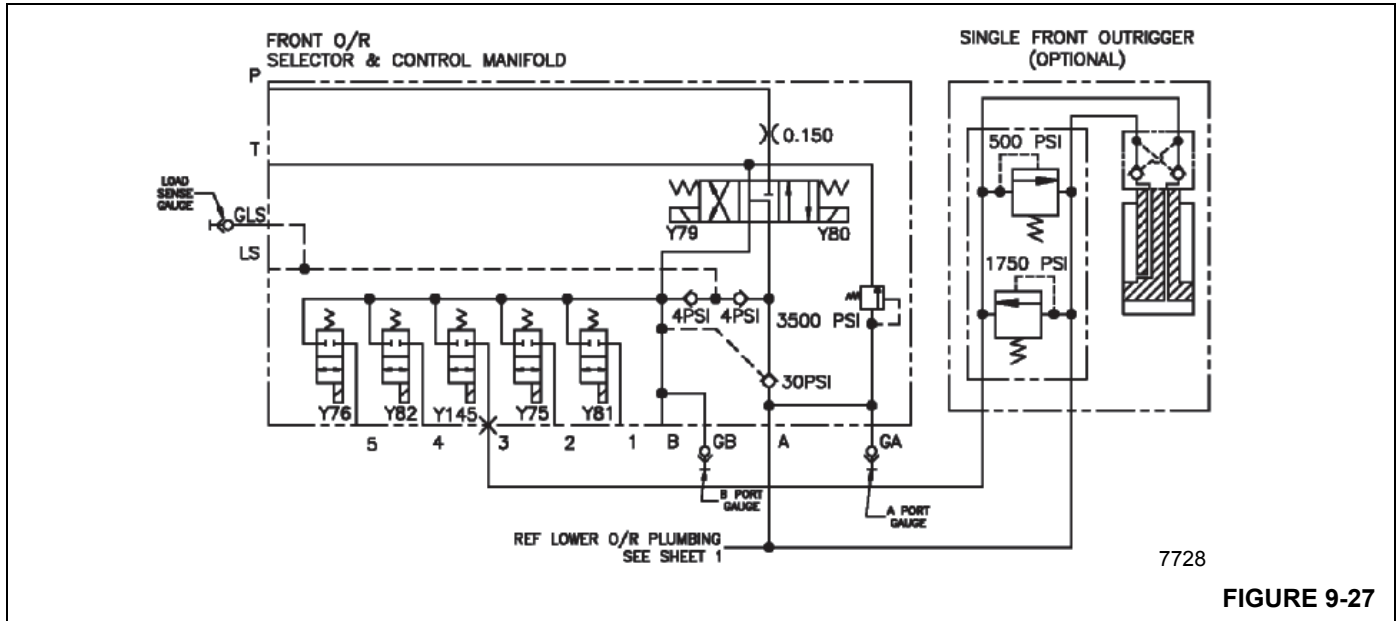 FRONT O/R
SELECTOR & CONTROL MANIFOLD
SINGLE FRONT OUTRIGGER
(OPTIONAL)
P
0.150
500 PSI
T
LOAD
SENSE
GAUGE
GLS
Y79
Y80
LS
1750 PSI
4PSI
4PSI
3500 PSI
30PSI
Y76
Y82
Y145
Y75
Y81
5
4
3
2
1
B
GB
A
GA
B PORT
GAUGE
A PORT
GAUGE
REF LOWER O/R PLUMBING
SEE SHEET 1
7728
FIGURE 9-27